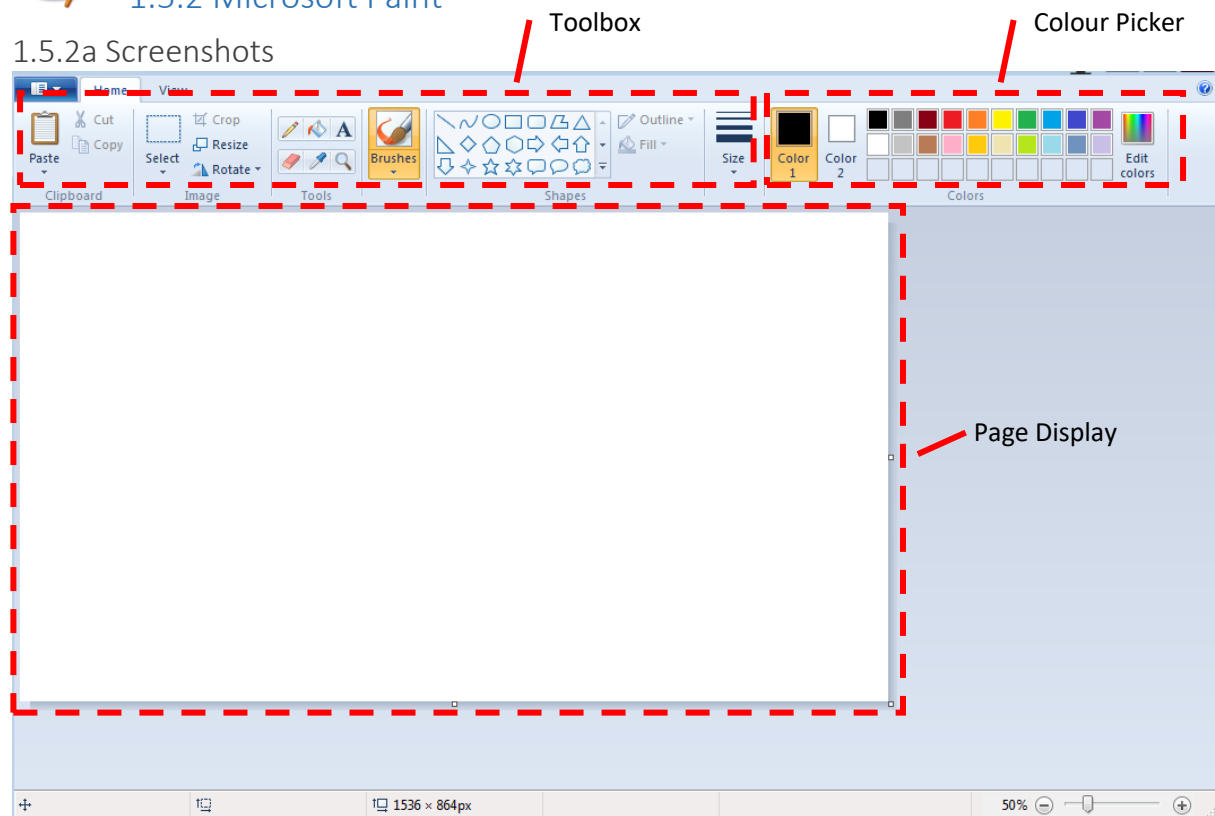 1.5.2 Microsoft Paint
Toolbox
Colour Picker
1.5.2a Screenshots
Home View
Cut
Copy
Paste
Clipboard
Crop
Resize
Rotate
Select
Image
A
Tools
Brushes
Outline
Fill
Shapes
Size
Color 1
Color 2
Edit colors
Colors
Page Display
1536 × 864px
50%